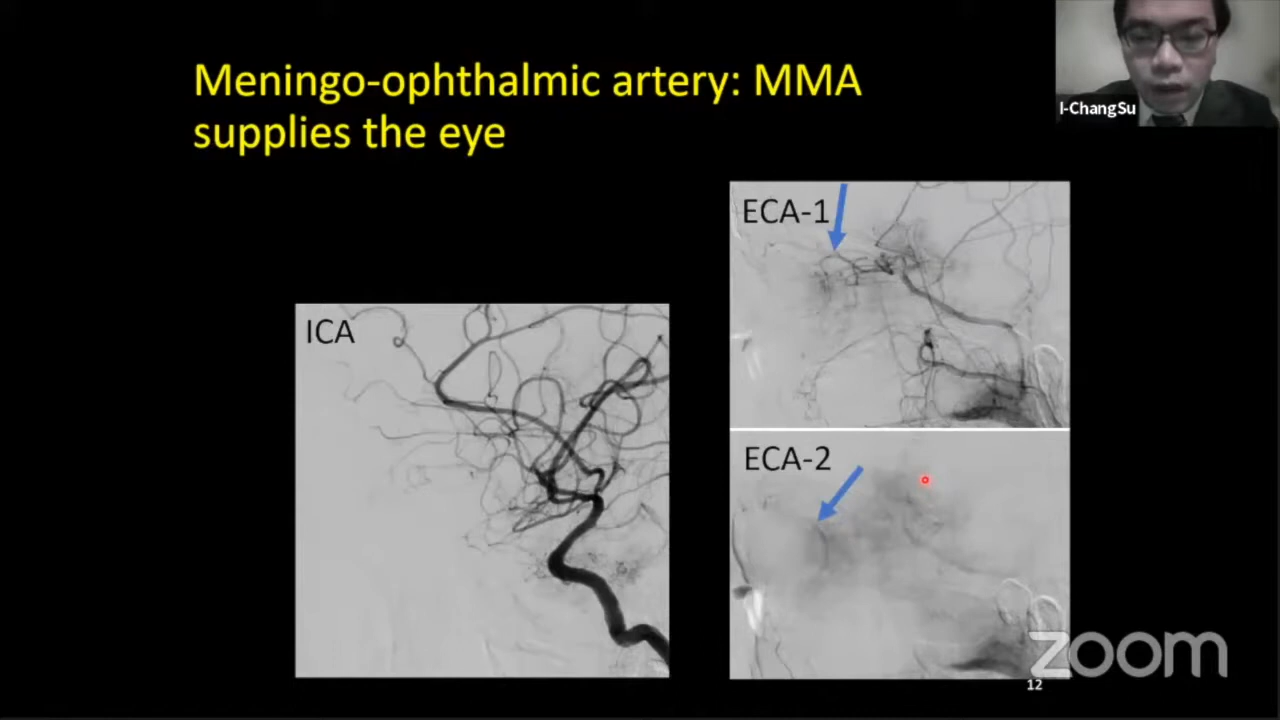 Meningo-ophthalmic artery: MMA
supplies the eye
I-ChangSu
ECA-1
ICA
ECA-2
zoom
12